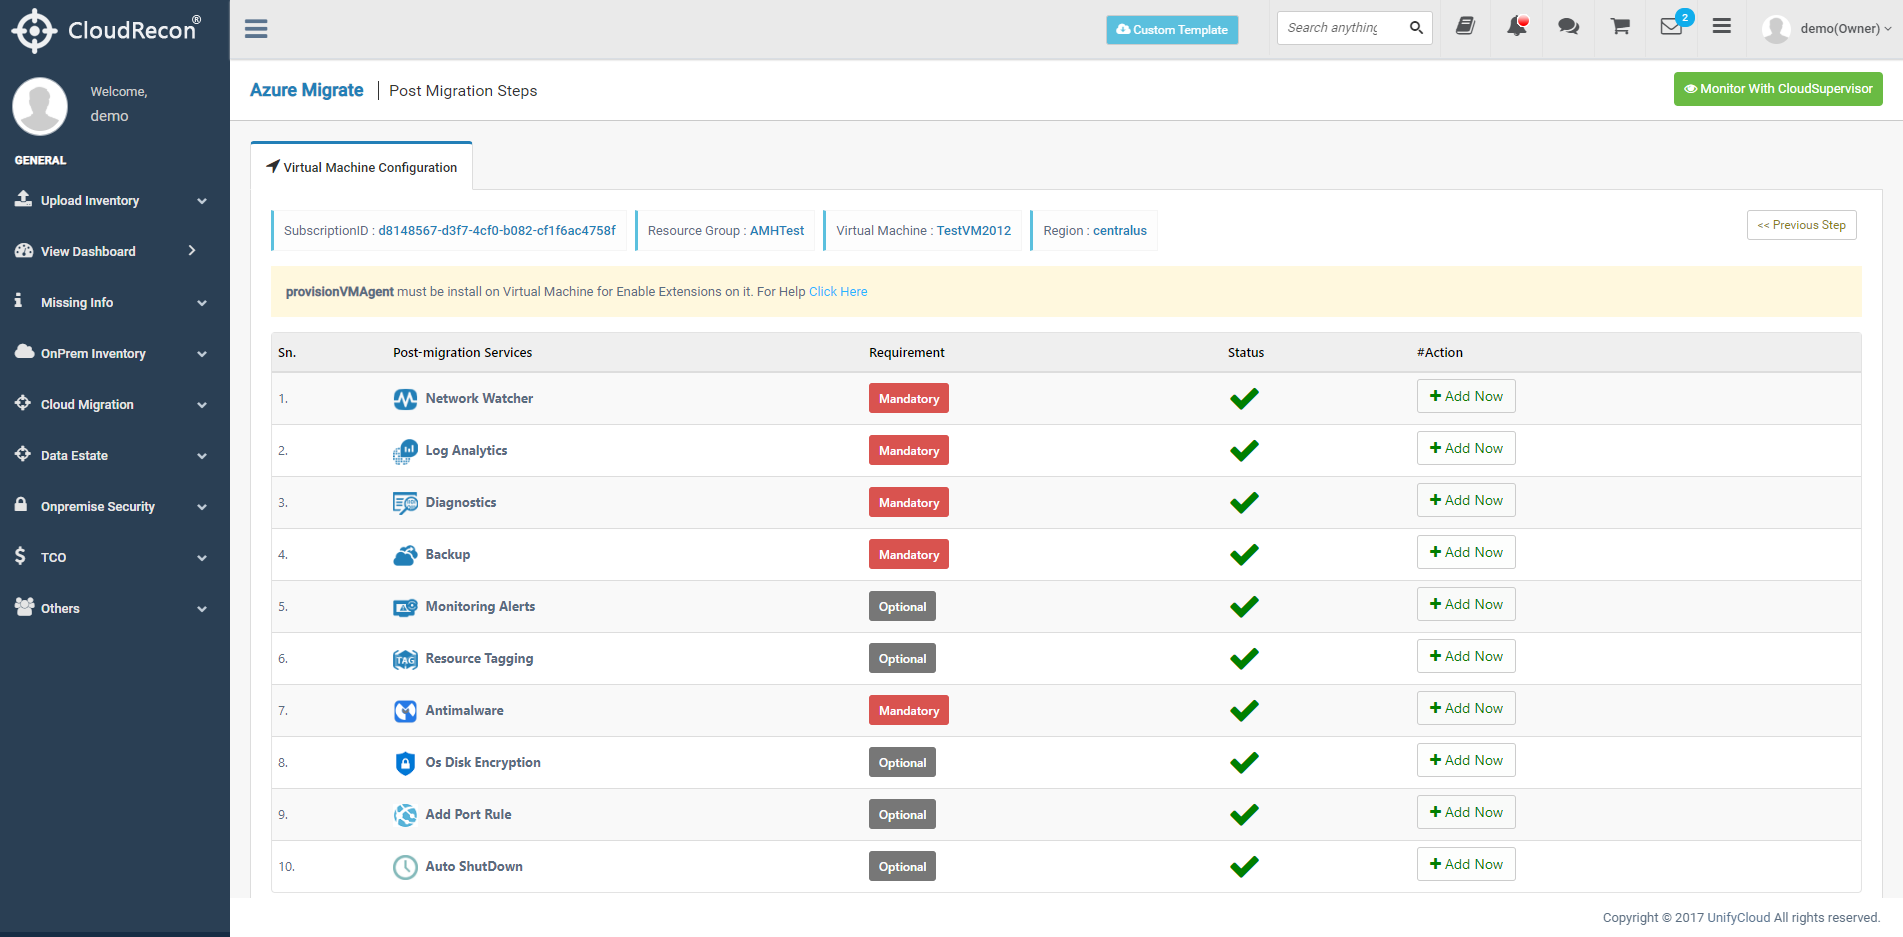 CloudRecon®
Welcome,
demo
GENERAL
Upload Inventory
View Dashboard
Missing Info
OnPrem Inventory
Cloud Migration
Data Estate
Onpremise Security
TCO
Others
Custom Template
Search anything
2
demo(Owner)
Azure Migrate | Post Migration Steps
Monitor With CloudSupervisor
Virtual Machine Configuration
SubscriptionID : d8148567-d3f7-4cf0-b082-cf1f6ac4758f
Resource Group : AMHTest
Virtual Machine : TestVM2012
Region : centralus
<< Previous Step
provisionVMAgent must be install on Virtual Machine for Enable Extensions on it. For Help Click Here
Sn. Post-migration Services Requirement Status #Action
1. Network Watcher Mandatory Add Now
2. Log Analytics Mandatory Add Now
3. Diagnostics Mandatory Add Now
4. Backup Mandatory Add Now
5. Monitoring Alerts Optional Add Now
6. TAG Resource Tagging Optional Add Now
7. Antimalware Mandatory Add Now
8. Os Disk Encryption Optional Add Now
9. Add Port Rule Optional Add Now
10. Auto ShutDown Optional Add Now
Copyright © 2017 UnifyCloud All rights reserved.